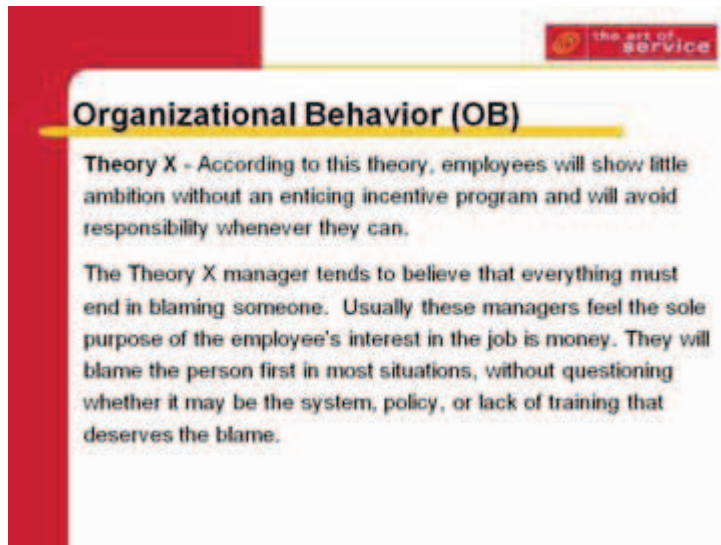 the art of
service
Organizational Behavior (OB)
Theory X - According to this theory, employees will show little
ambition without an enticing incentive program and will avoid
responsibility whenever they can.
The Theory X manager tends to believe that everything must
end in blaming someone.  Usually these managers feel the sole
purpose of the employee's interest in the job is money. They will
blame the person first in most situations, without questioning
whether it may be the system, policy, or lack of training that
deserves the blame.